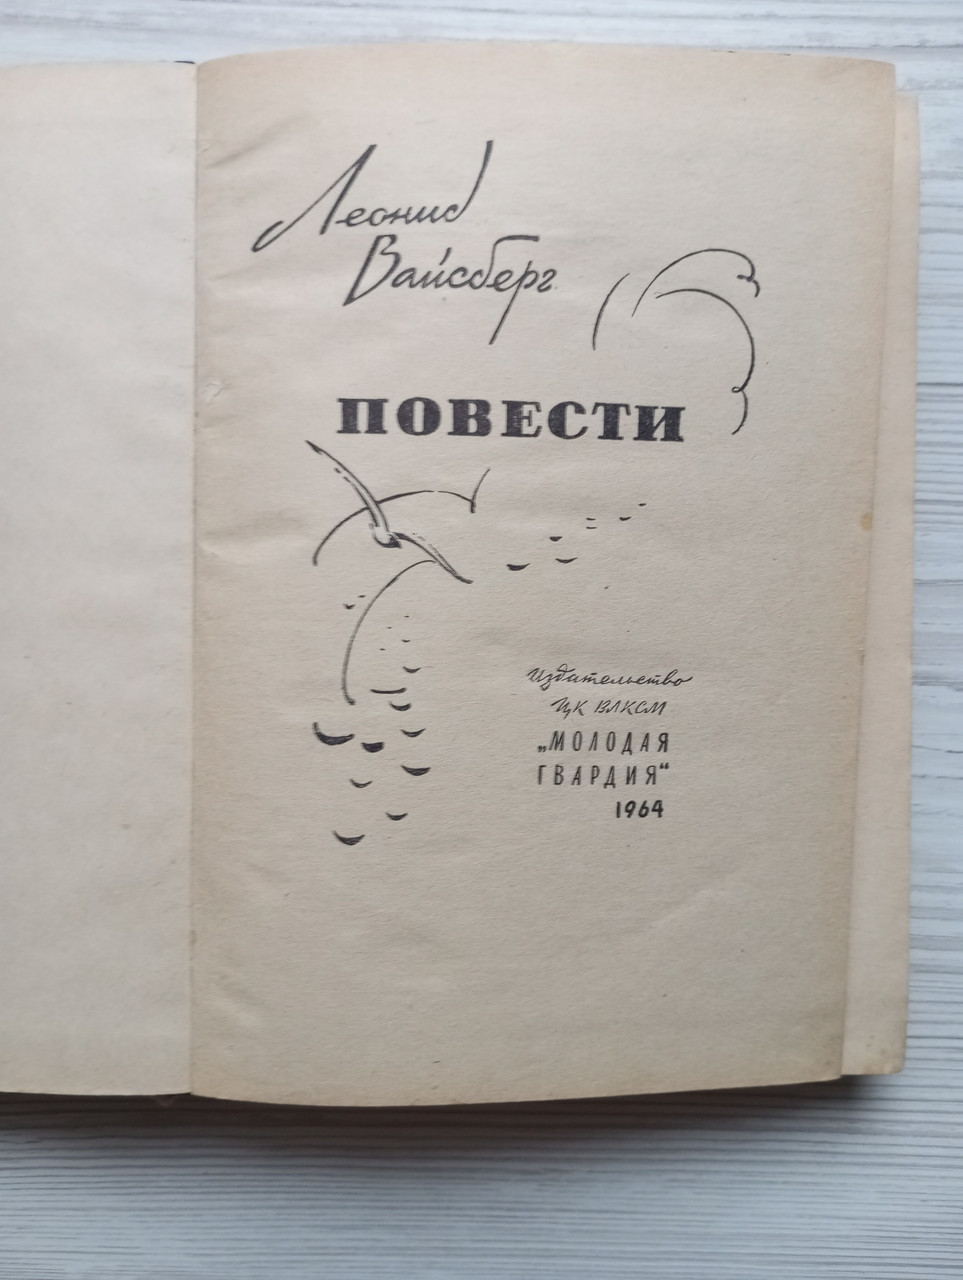 Леонид
Вайсберг
ПОВЕСТИ
Издательство
ЦК ВЛКСМ
„МОЛОДАЯ
ГВАРДИЯ“
1964